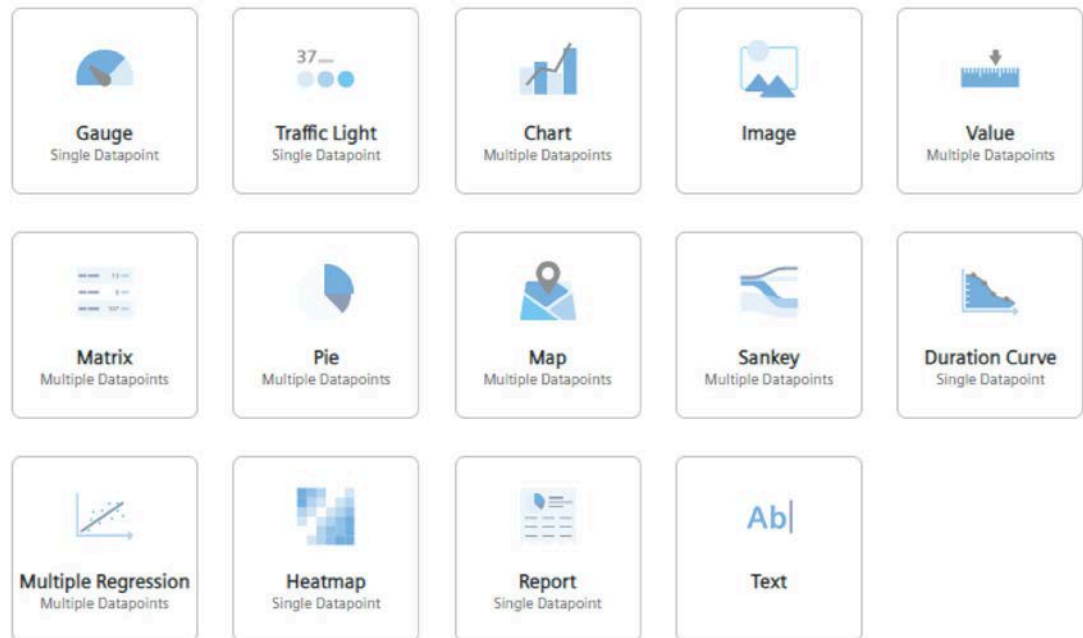 Gauge
Single Datapoint
37
Traffic Light
Single Datapoint
Chart
Multiple Datapoints
Image
Value
Multiple Datapoints
Matrix
Multiple Datapoints
Pie
Multiple Datapoints
Map
Multiple Datapoints
Sankey
Multiple Datapoints
Duration Curve
Single Datapoint
Multiple Regression
Multiple Datapoints
Heatmap
Single Datapoint
Report
Single Datapoint
Ab
Text